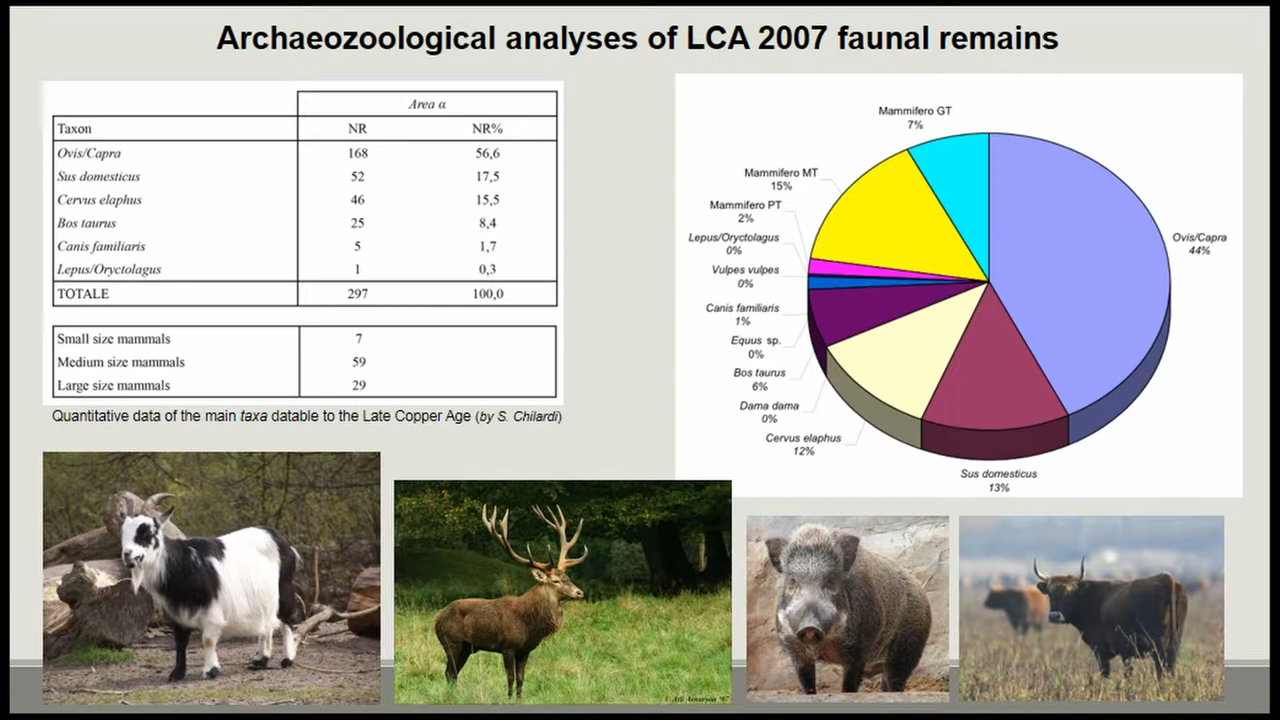 Archaeozoological analyses of LCA 2007 faunal remains
Area α
Taxon NR NR%
Ovis/Capra 168 56,6
Sus domesticus 52 17,5
Cervus elaphus 46 15,5
Bos taurus 25 8,4
Canis familiaris 5 1,7
Lepus/Oryctolagus 1 0,3
TOTALE 297 100,0
Small size mammals 7
Medium size mammals 59
Large size mammals 29
Quantitative data of the main taxa datable to the Late Copper Age (by S. Chilardi)
Mammifero GT
7%
Mammifero MT
15%
Mammifero PT
2%
Lepus/Oryctolagus
0%
Vulpes vulpes
0%
Canis familiaris
1%
Equus sp.
0%
Bos taurus
6%
Dama dama
0%
Cervus elaphus
12%
Sus domesticus
13%
Ovis/Capra
44%